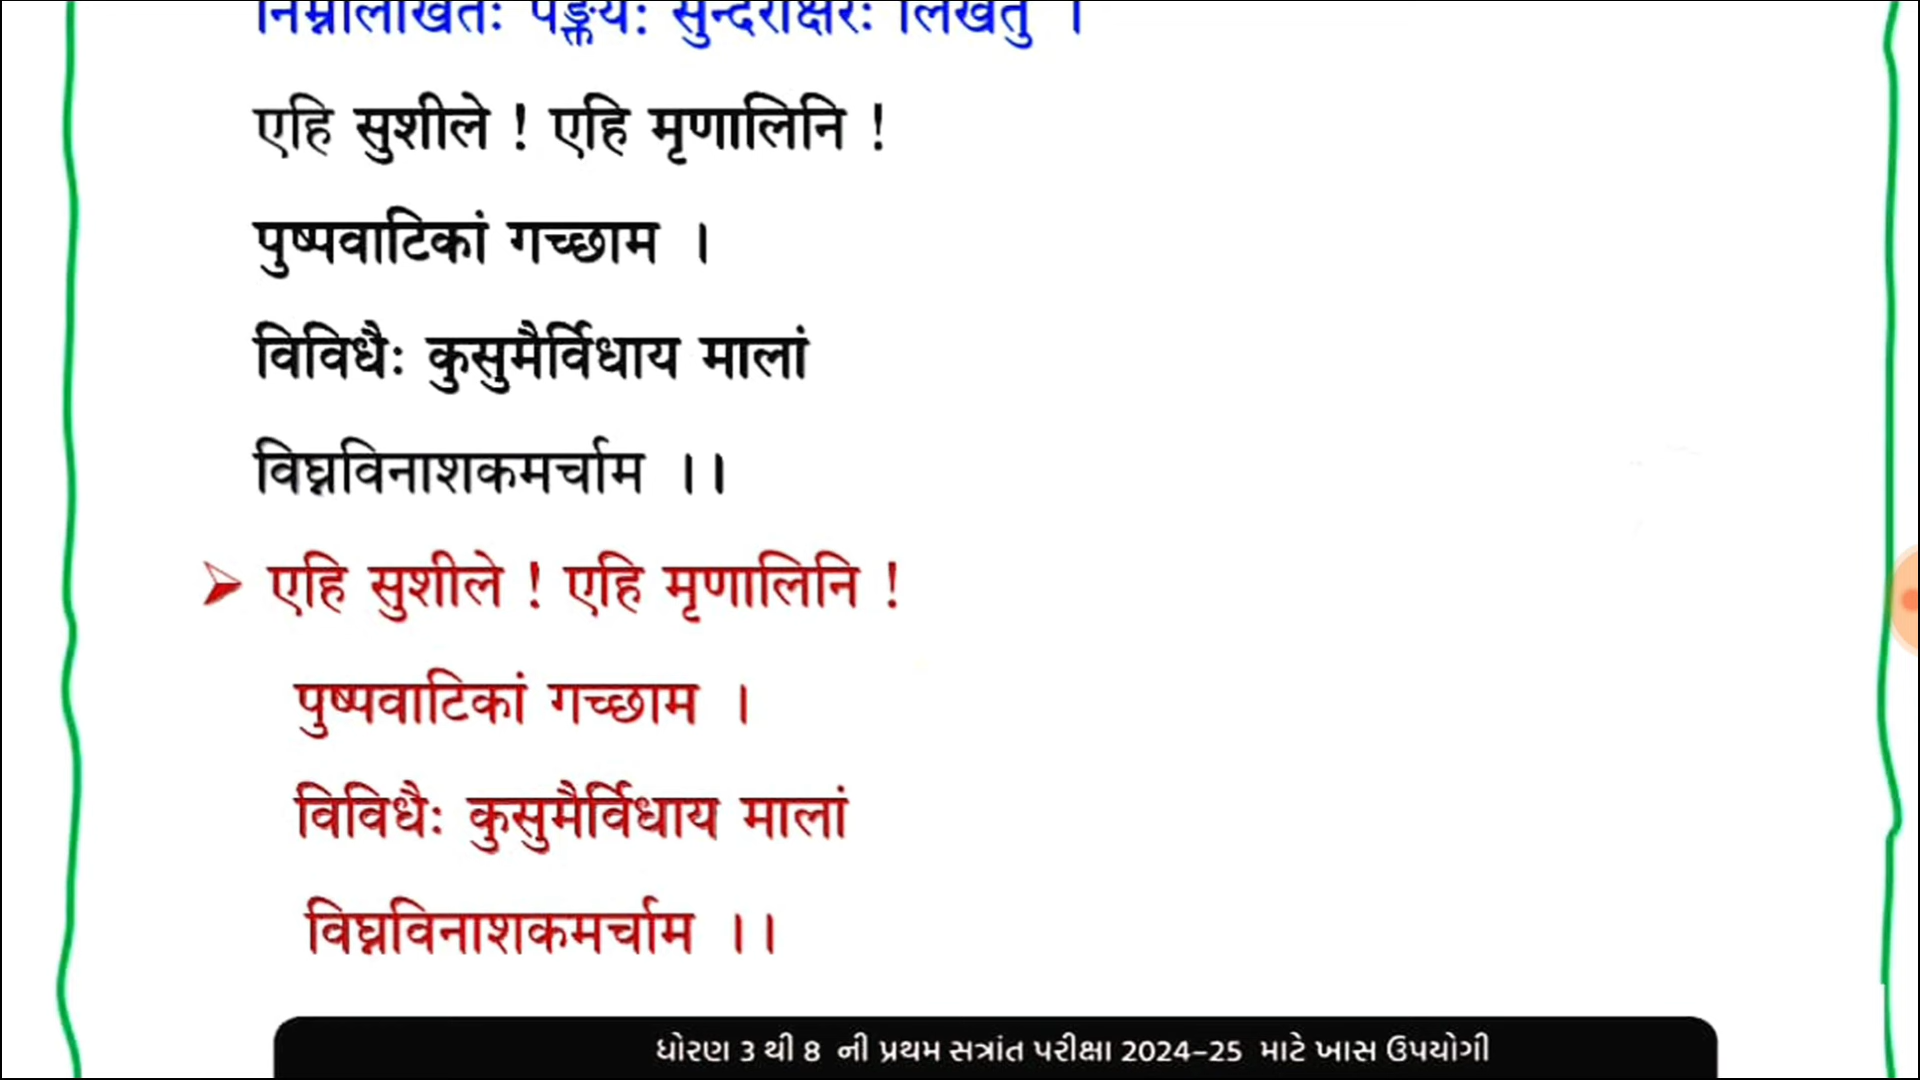 निम्नलिखितः पङ्क्तयः सुन्दराक्षरैः लिखतु ।
एहि सुशीले ! एहि मृणालिनि !
पुष्पवाटिकां गच्छाम ।
विविधैः कुसुमैर्विधाय मालां
विघ्नविनाशकमर्चाम ।।
➢ एहि सुशीले ! एहि मृणालिनि !
पुष्पवाटिकां गच्छाम ।
विविधैः कुसुमैर्विधाय मालां
विघ्नविनाशकमर्चाम ।।
ધોરણ 3 થી 8 ની પ્રથમ સત્રાંત પરીક્ષા 2024–25 માટે ખાસ ઉપયોગી